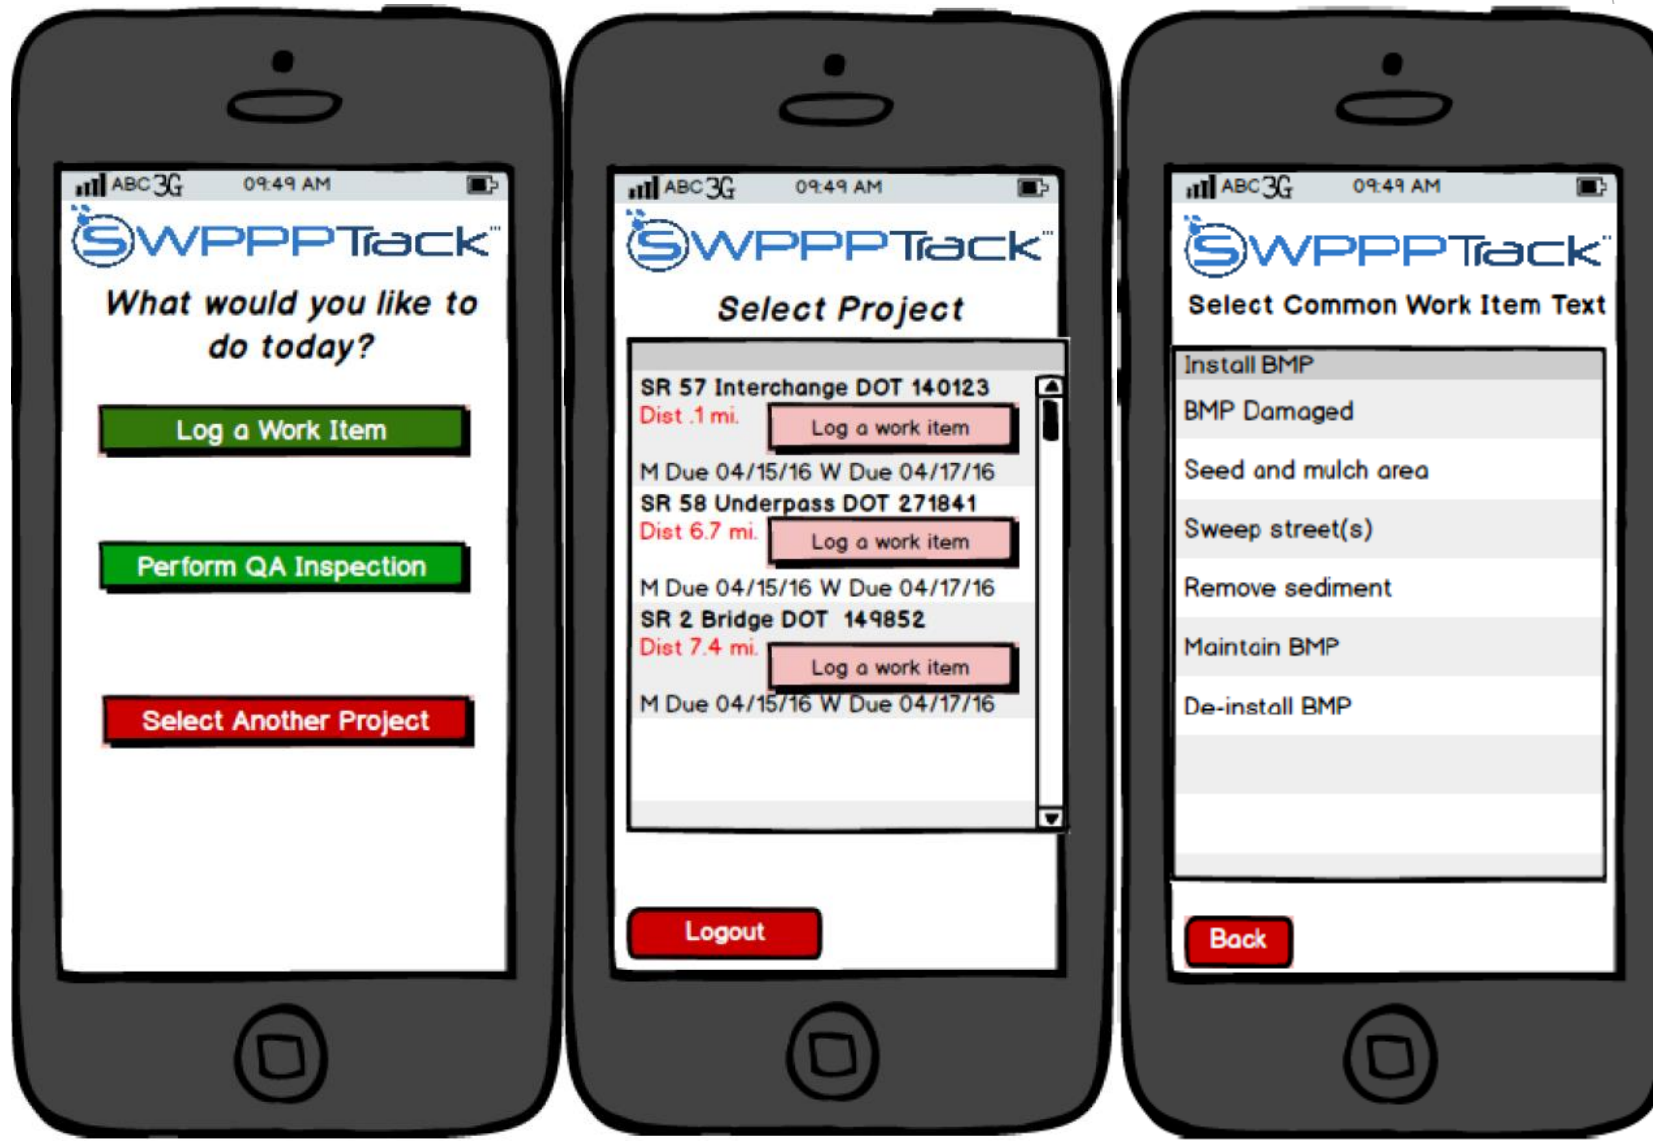 ABC 3G 09:49 AM
SWPPPTrack™
What would you like to
do today?
Log a Work Item
Perform QA Inspection
Select Another Project
ABC 3G 09:49 AM
SWPPPTrack™
Select Project
SR 57 Interchange DOT 140123
Dist .1 mi.
Log a work item
M Due 04/15/16 W Due 04/17/16
SR 58 Underpass DOT 271841
Dist 6.7 mi.
Log a work item
M Due 04/15/16 W Due 04/17/16
SR 2 Bridge DOT 149852
Dist 7.4 mi.
Log a work item
M Due 04/15/16 W Due 04/17/16
Logout
ABC 3G 09:49 AM
SWPPPTrack™
Select Common Work Item Text
Install BMP
BMP Damaged
Seed and mulch area
Sweep street(s)
Remove sediment
Maintain BMP
De-install BMP
Back